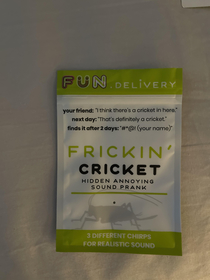 FUN.DELiVERY
your friend: "I think there's a cricket in here."
next day: "That's definitely a cricket."
finds it after 2 days: "#*@! (your name)"
FRICKIN'
CRICKET
HIDDEN ANNOYING
SOUND PRANK
3 DIFFERENT CHIRPS
FOR REALISTIC SOUND